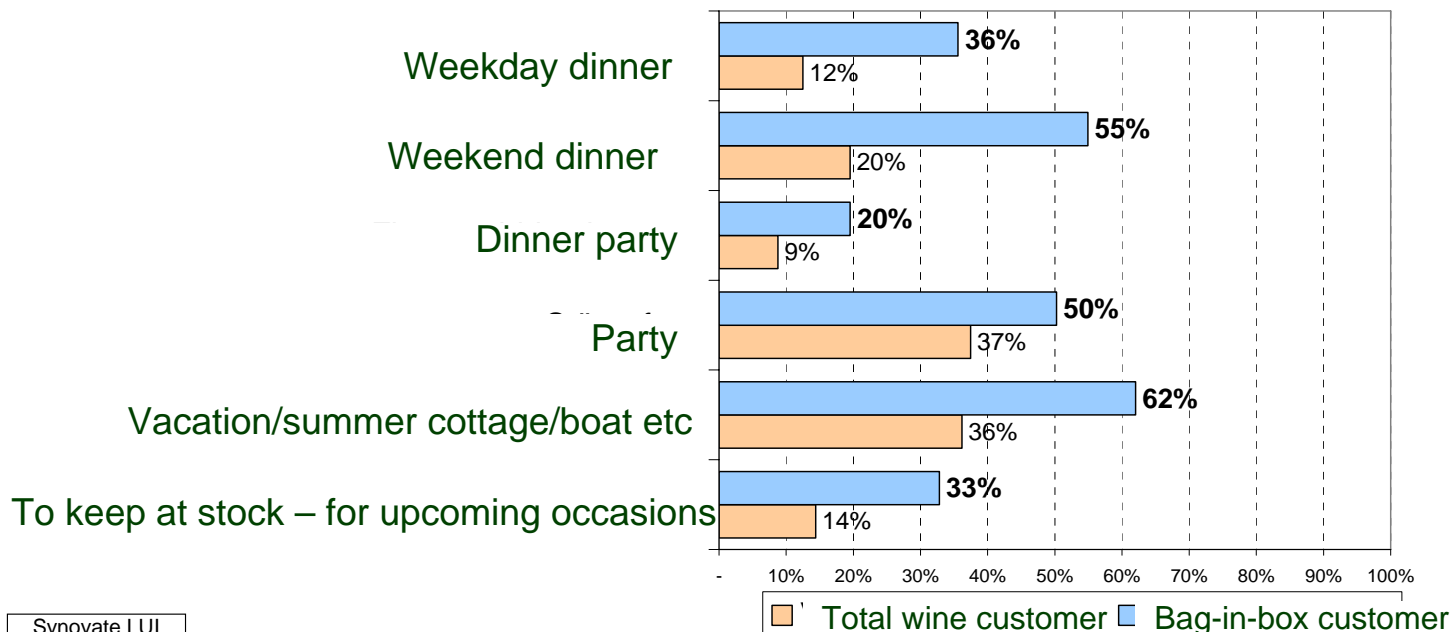 Weekday dinner
36%
12%
Weekend dinner
55%
20%
Dinner party
20%
9%
Party
50%
37%
Vacation/summer cottage/boat etc
62%
36%
To keep at stock – for upcoming occasions
33%
14%
- 10% 20% 30% 40% 50% 60% 70% 80% 90% 100%
Total wine customer Bag-in-box customer
Synovate LUI